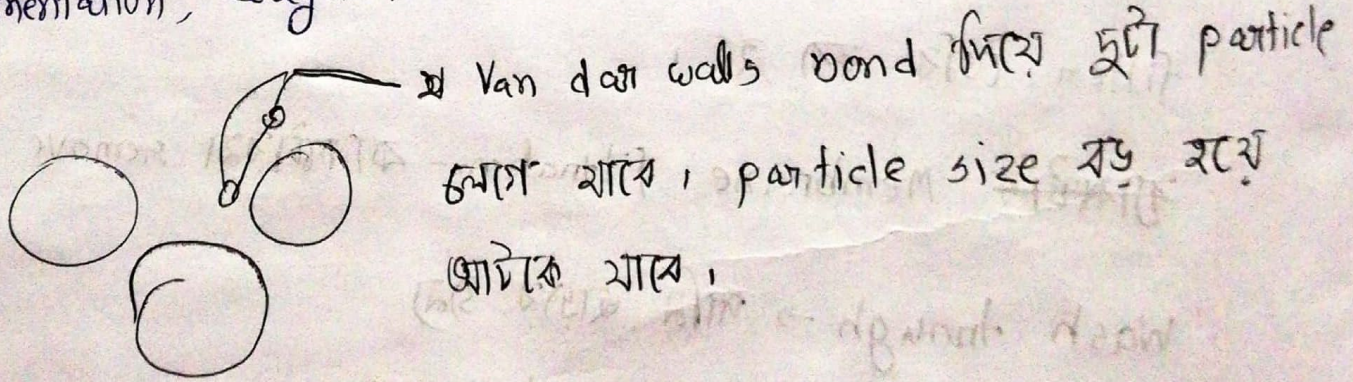 Van dar walls bond দিয়ে দুটো particle
লেগে যাবে। particle size বড় হয়ে
আটকে যাবে।